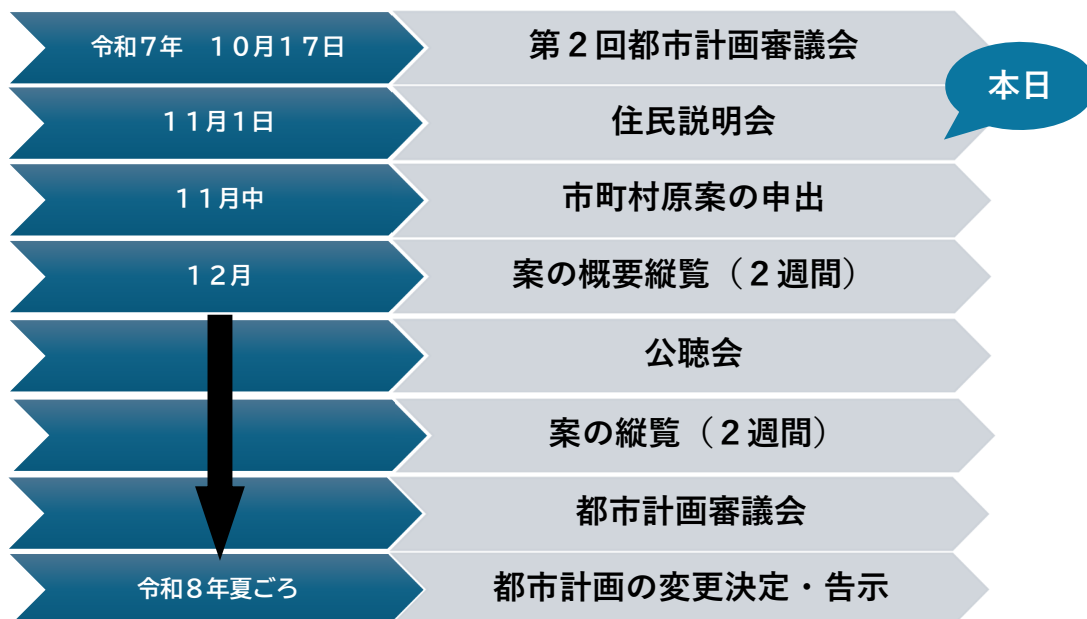 令和7年　10月17日
第２回都市計画審議会
本日
11月1日
住民説明会
11月中
市町村原案の申出
12月
案の概要縦覧（２週間）
公聴会
案の縦覧（２週間）
都市計画審議会
令和8年夏ごろ
都市計画の変更決定・告示